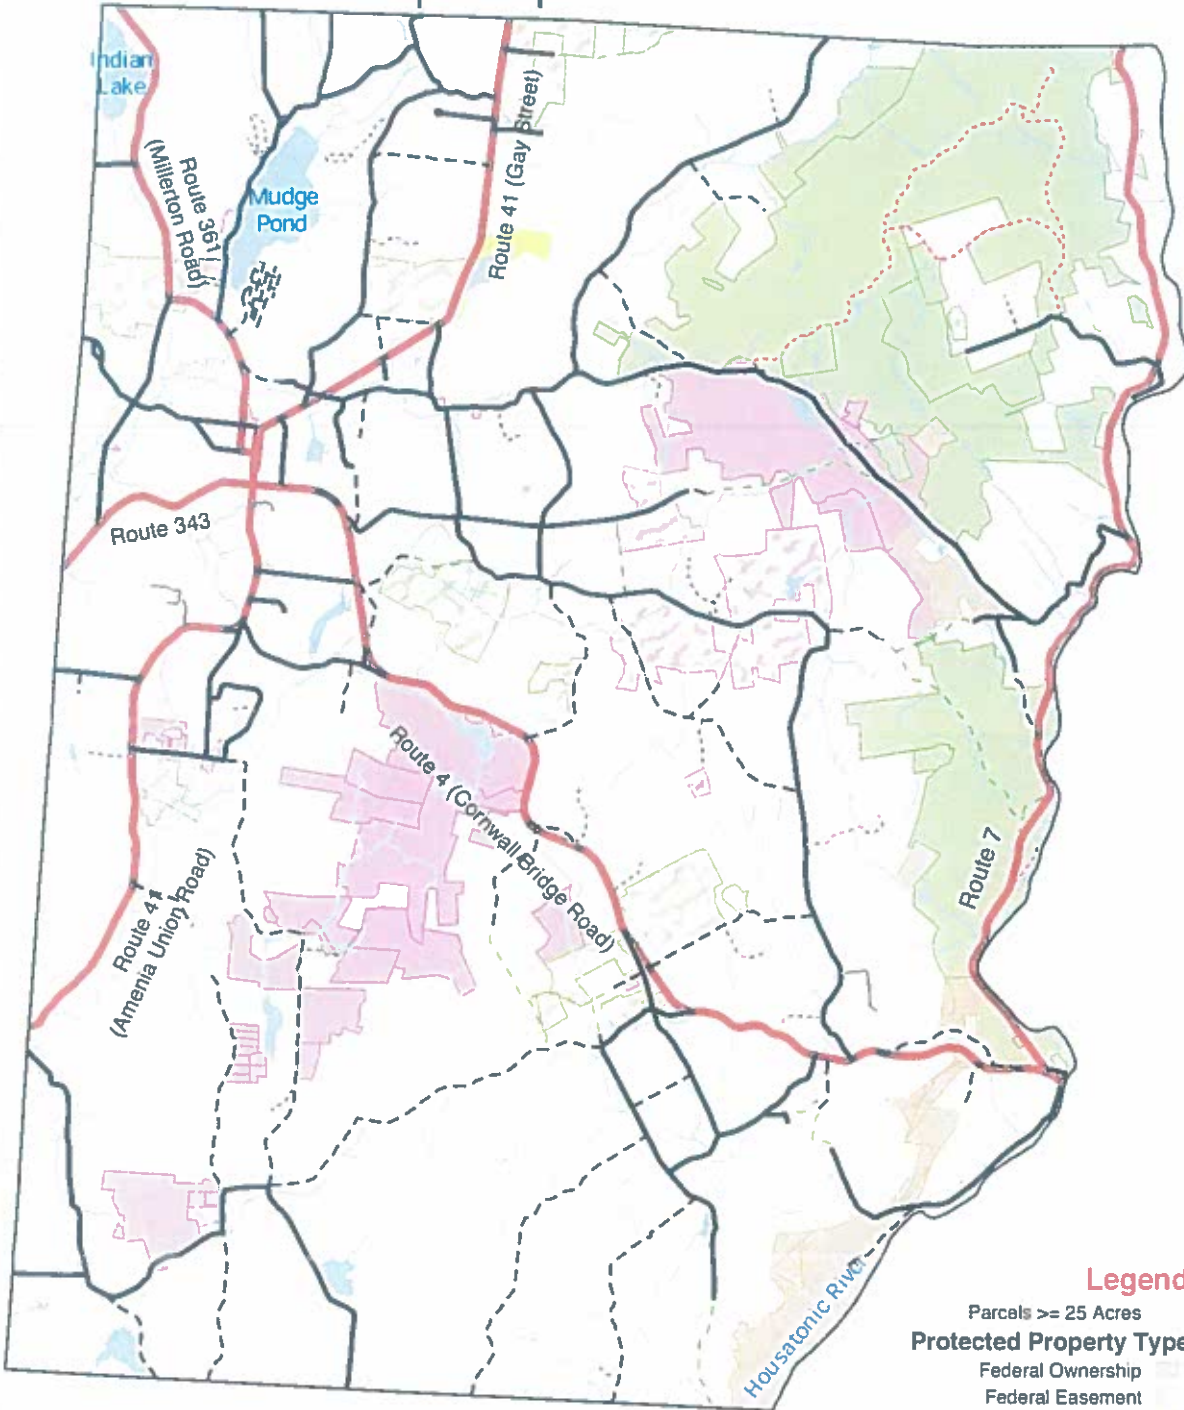 Indian
Lake
Route 361
(Millerton Road)
Mudge
Pond
Route 41 (Gay Street)
Route 343
Route 4 (Cornwall Bridge Road)
Route 7
Route 41
(Amenia Union Road)
Housatonic River
Legend
Parcels >= 25 Acres
Protected Property Type
Federal Ownership
Federal Easement